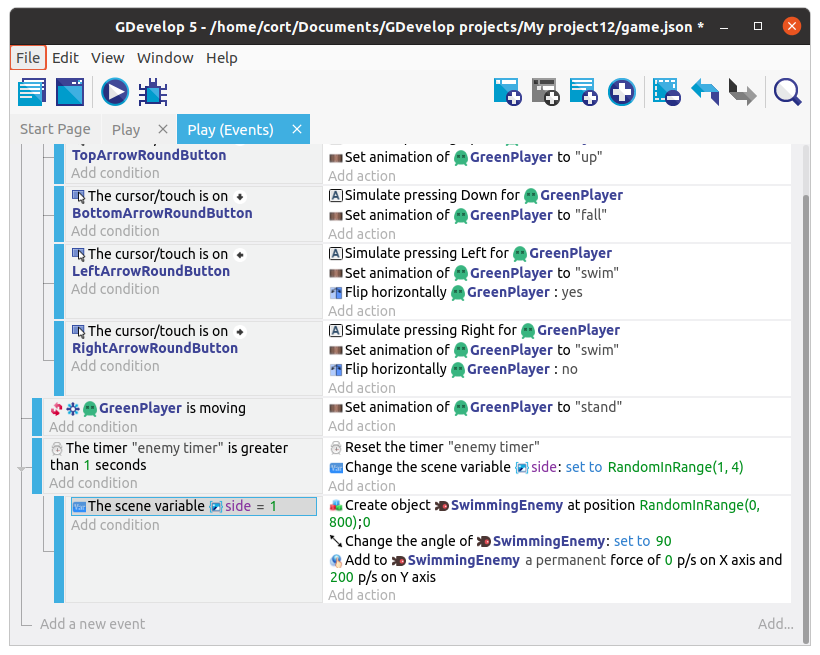 GDevelop 5 - /home/cort/Documents/GDevelop projects/My project12/game.json *
File Edit View Window Help
Start Page Play × Play (Events) ×
TopArrowRoundButton
Add condition
Set animation of GreenPlayer to "up"
Add action
The cursor/touch is on
BottomArrowRoundButton
Add condition
Simulate pressing Down for GreenPlayer
Set animation of GreenPlayer to "fall"
Add action
The cursor/touch is on
LeftArrowRoundButton
Add condition
Simulate pressing Left for GreenPlayer
Set animation of GreenPlayer to "swim"
Flip horizontally GreenPlayer : yes
Add action
The cursor/touch is on
RightArrowRoundButton
Add condition
Simulate pressing Right for GreenPlayer
Set animation of GreenPlayer to "swim"
Flip horizontally GreenPlayer : no
Add action
GreenPlayer is moving
Add condition
Set animation of GreenPlayer to "stand"
Add action
The timer "enemy timer" is greater
than 1 seconds
Add condition
Reset the timer "enemy timer"
Change the scene variable side: set to RandomInRange(1, 4)
Add action
The scene variable side = 1
Add condition
Create object SwimmingEnemy at position RandomInRange(0,
800);0
Change the angle of SwimmingEnemy: set to 90
Add to SwimmingEnemy a permanent force of 0 p/s on X axis and
200 p/s on Y axis
Add action
Add a new event
Add...